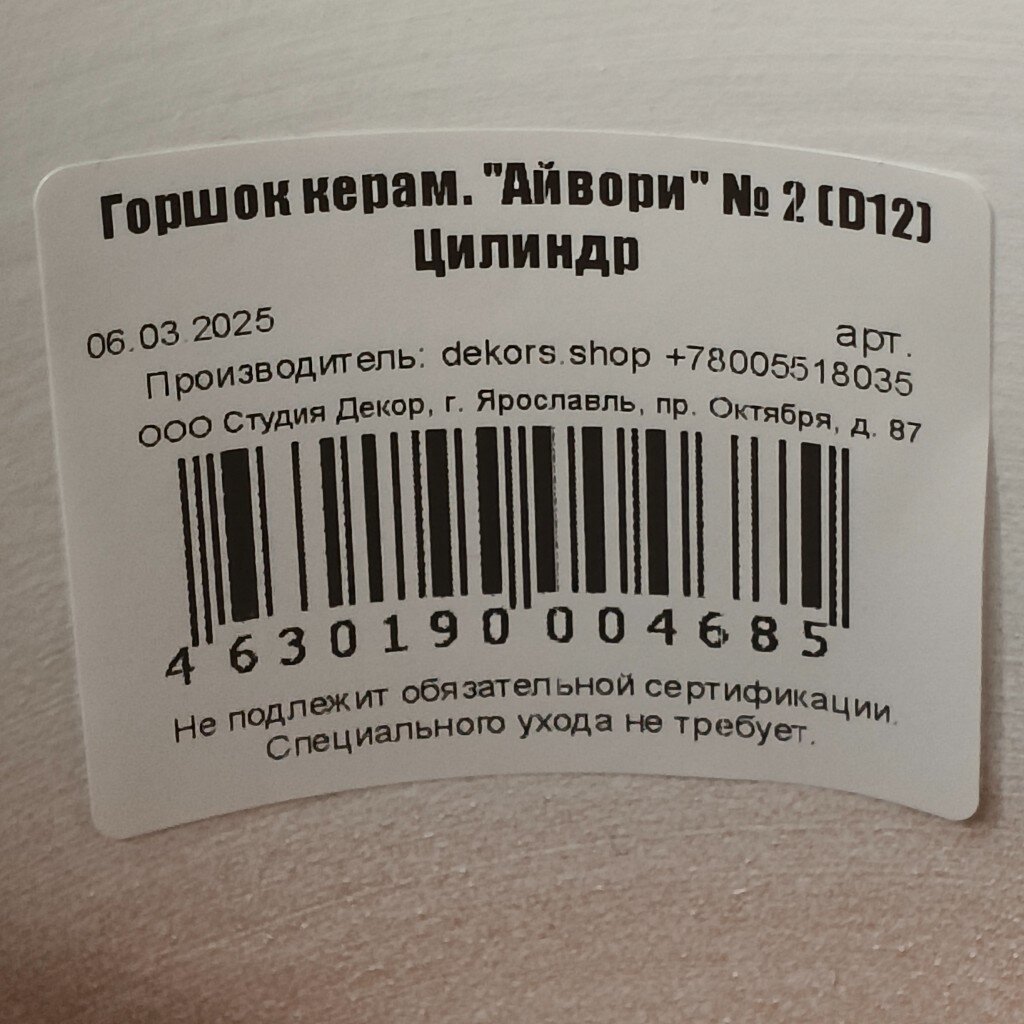 Горшок керам. "Айвори" № 2 (D12)
Цилиндр
06.03.2025 арт.
Производитель: dekors.shop +78005518035
ООО Студия Декор, г. Ярославль, пр. Октября, д. 87
4 630190 004685
Не подлежит обязательной сертификации.
Специального ухода не требует.